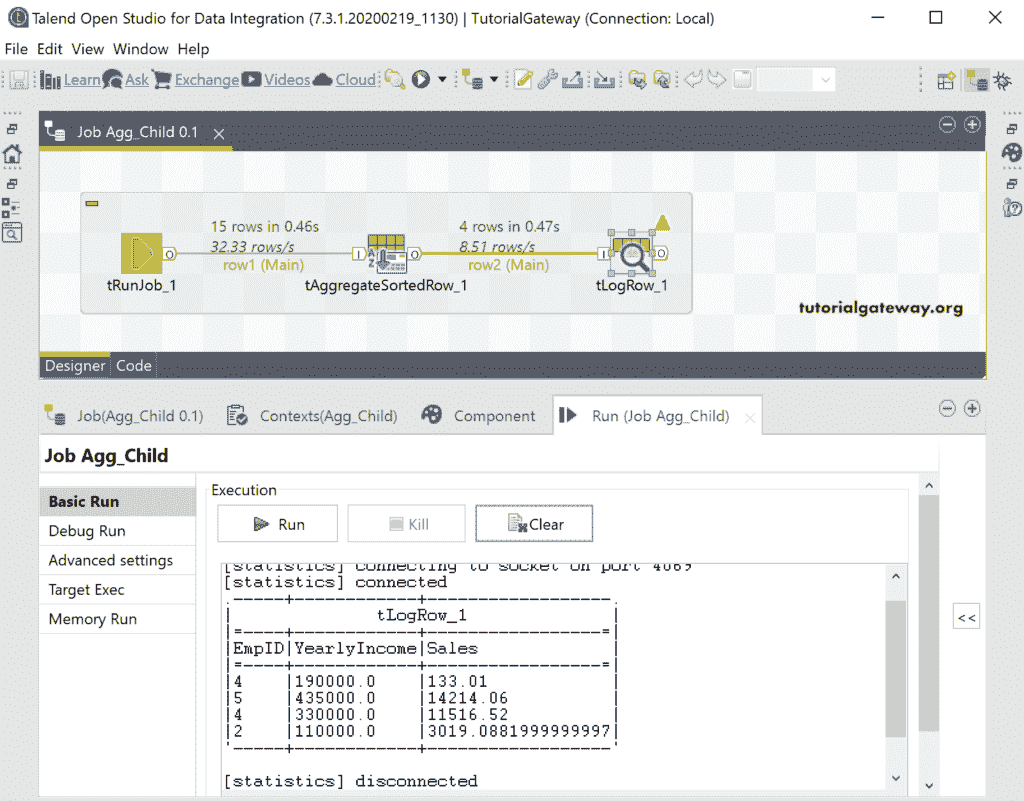 Talend Open Studio for Data Integration (7.3.1.20200219_1130) | TutorialGateway (Connection: Local)
File Edit View Window Help
Learn Ask Exchange Videos Cloud
Job Agg_Child 0.1
15 rows in 0.46s
32.33 rows/s
row1 (Main)
4 rows in 0.47s
8.51 rows/s
row2 (Main)
tRunJob_1
tAggregateSortedRow_1
tLogRow_1
tutorialgateway.org
Designer Code
Job(Agg_Child 0.1) Contexts(Agg_Child) Component Run (Job Agg_Child)
Job Agg_Child
Basic Run
Debug Run
Advanced settings
Target Exec
Memory Run
Execution
Run Kill Clear
[statistics] connecting to socket on port 4069
[statistics] connected
tLogRow_1
EmpID|YearlyIncome|Sales
4 |190000.0 |133.01
5 |435000.0 |14214.06
4 |330000.0 |11516.52
2 |110000.0 |3019.0881999999997
[statistics] disconnected
<<